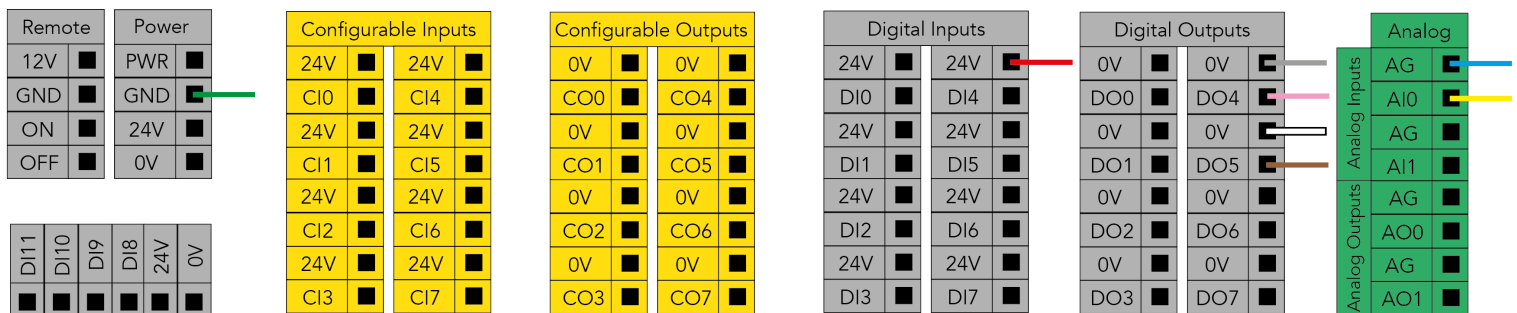 Remote
12V
GND
ON
OFF
Power
PWR
GND
24V
0V
DI11 DI10 DI9 DI8 24V 0V
Configurable Inputs
24V 24V
CI0 CI4
24V 24V
CI1 CI5
24V 24V
CI2 CI6
24V 24V
CI3 CI7
Configurable Outputs
0V 0V
CO0 CO4
0V 0V
CO1 CO5
0V 0V
CO2 CO6
0V 0V
CO3 CO7
Digital Inputs
24V 24V
DI0 DI4
24V 24V
DI1 DI5
24V 24V
DI2 DI6
24V 24V
DI3 DI7
Digital Outputs
0V 0V
DO0 DO4
0V 0V
DO1 DO5
0V 0V
DO2 DO6
0V 0V
DO3 DO7
Analog
Analog Inputs
AG
AI0
AG
AI1
Analog Outputs
AG
AO0
AG
AO1